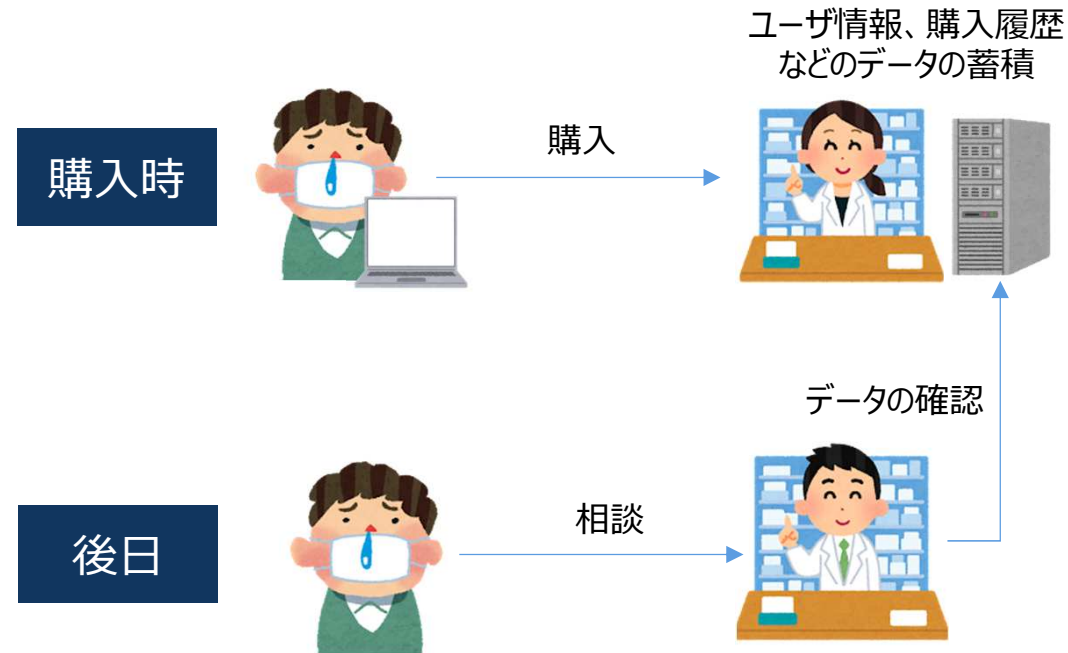 ユーザ情報、購入履歴
などのデータの蓄積
購入時
購入
データの確認
後日
相談